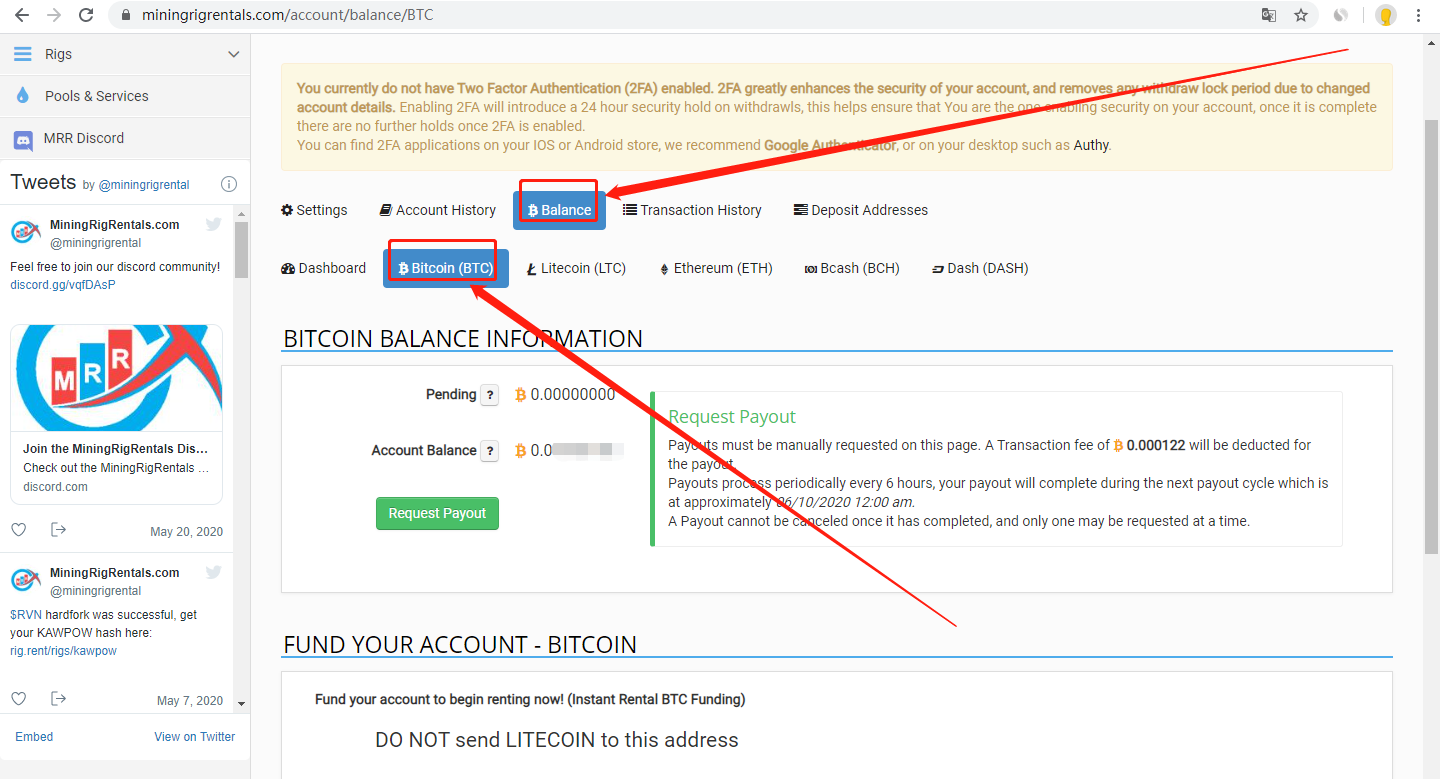 miningrigrentals.com/account/balance/BTC
Rigs
Pools & Services
MRR Discord
Tweets by @miningrigrental
MiningRigRentals.com
@miningrigrental
Feel free to join our discord community!
discord.gg/vqfDAsP
MRR
Join the MiningRigRentals Dis...
Check out the MiningRigRentals ...
discord.com
May 20, 2020
MiningRigRentals.com
@miningrigrental
$RVN hardfork was successful, get
your KAWPOW hash here:
rig.rent/rigs/kawpow
May 7, 2020
Embed View on Twitter
You currently do not have Two Factor Authentication (2FA) enabled. 2FA greatly enhances the security of your account, and removes any withdraw lock period due to changed
account details. Enabling 2FA will introduce a 24 hour security hold on withdrawls, this helps ensure that You are the one enabling security on your account, once it is complete
there are no further holds once 2FA is enabled.
You can find 2FA applications on your IOS or Android store, we recommend Google Authenticator, or on your desktop such as Authy.
Settings Account History Balance Transaction History Deposit Addresses
Dashboard Bitcoin (BTC) Litecoin (LTC) Ethereum (ETH) Bcash (BCH) Dash (DASH)
BITCOIN BALANCE INFORMATION
Pending ? ₿ 0.00000000
Account Balance ? ₿ 0.0
Request Payout
Request Payout
Payouts must be manually requested on this page. A Transaction fee of ₿ 0.000122 will be deducted for
the payout.
Payouts process periodically every 6 hours, your payout will complete during the next payout cycle which is
at approximately 06/10/2020 12:00 am.
A Payout cannot be canceled once it has completed, and only one may be requested at a time.
FUND YOUR ACCOUNT - BITCOIN
Fund your account to begin renting now! (Instant Rental BTC Funding)
DO NOT send LITECOIN to this address